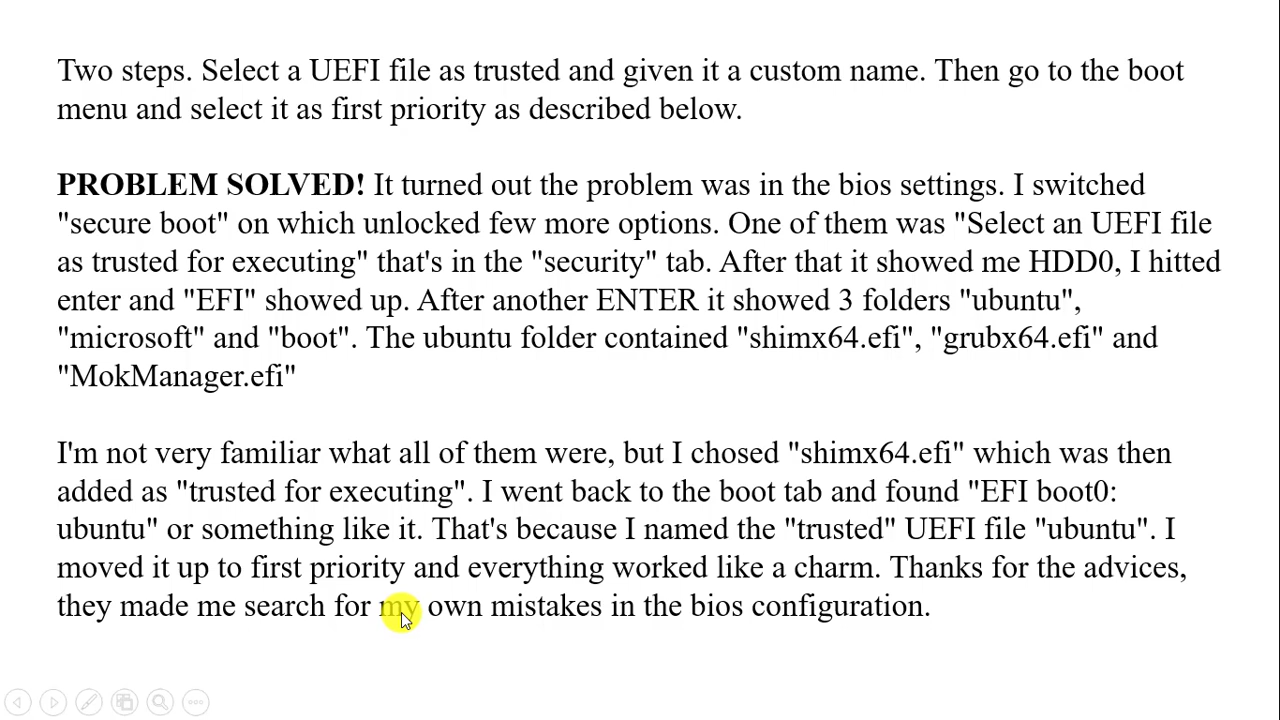 Two steps. Select a UEFI file as trusted and given it a custom name. Then go to the boot
menu and select it as first priority as described below.
PROBLEM SOLVED! It turned out the problem was in the bios settings. I switched
"secure boot" on which unlocked few more options. One of them was "Select an UEFI file
as trusted for executing" that's in the "security" tab. After that it showed me HDD0, I hitted
enter and "EFI" showed up. After another ENTER it showed 3 folders "ubuntu",
"microsoft" and "boot". The ubuntu folder contained "shimx64.efi", "grubx64.efi" and
"MokManager.efi"
I'm not very familiar what all of them were, but I chosed "shimx64.efi" which was then
added as "trusted for executing". I went back to the boot tab and found "EFI boot0:
ubuntu" or something like it. That's because I named the "trusted" UEFI file "ubuntu". I
moved it up to first priority and everything worked like a charm. Thanks for the advices,
they made me search for my own mistakes in the bios configuration.